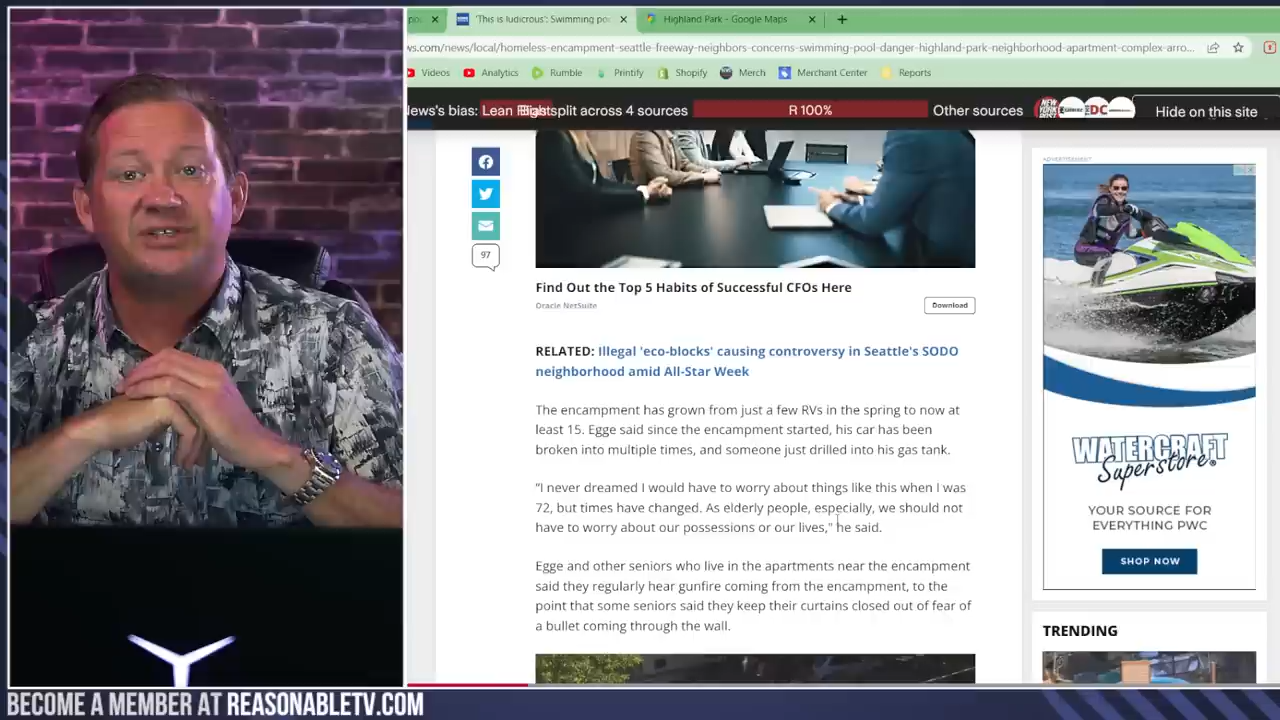 'This is ludicrous': Swimming po
Highland Park - Google Maps
ws.com/news/local/homeless-encampment-seattle-freeway-neighbors-concerns-swimming-pool-danger-highland-park-neighborhood-apartment-complex-arro...
Videos
Analytics
Rumble
Printify
Shopify
Merch
Merchant Center
Reports
News's bias: Lean Right split across 4 sources
R 100%
Other sources
Hide on this site
ADVERTISEMENT
97
Find Out the Top 5 Habits of Successful CFOs Here
Oracle NetSuite
Download
RELATED: Illegal 'eco-blocks' causing controversy in Seattle's SODO
neighborhood amid All-Star Week
The encampment has grown from just a few RVs in the spring to now at
least 15. Egge said since the encampment started, his car has been
broken into multiple times, and someone just drilled into his gas tank.
"I never dreamed I would have to worry about things like this when I was
72, but times have changed. As elderly people, especially, we should not
have to worry about our possessions or our lives," he said.
Egge and other seniors who live in the apartments near the encampment
said they regularly hear gunfire coming from the encampment, to the
point that some seniors said they keep their curtains closed out of fear of
a bullet coming through the wall.
WATERCRAFT
Superstore
YOUR SOURCE FOR
EVERYTHING PWC
SHOP NOW
TRENDING
BECOME A MEMBER AT REASONABLETV.COM